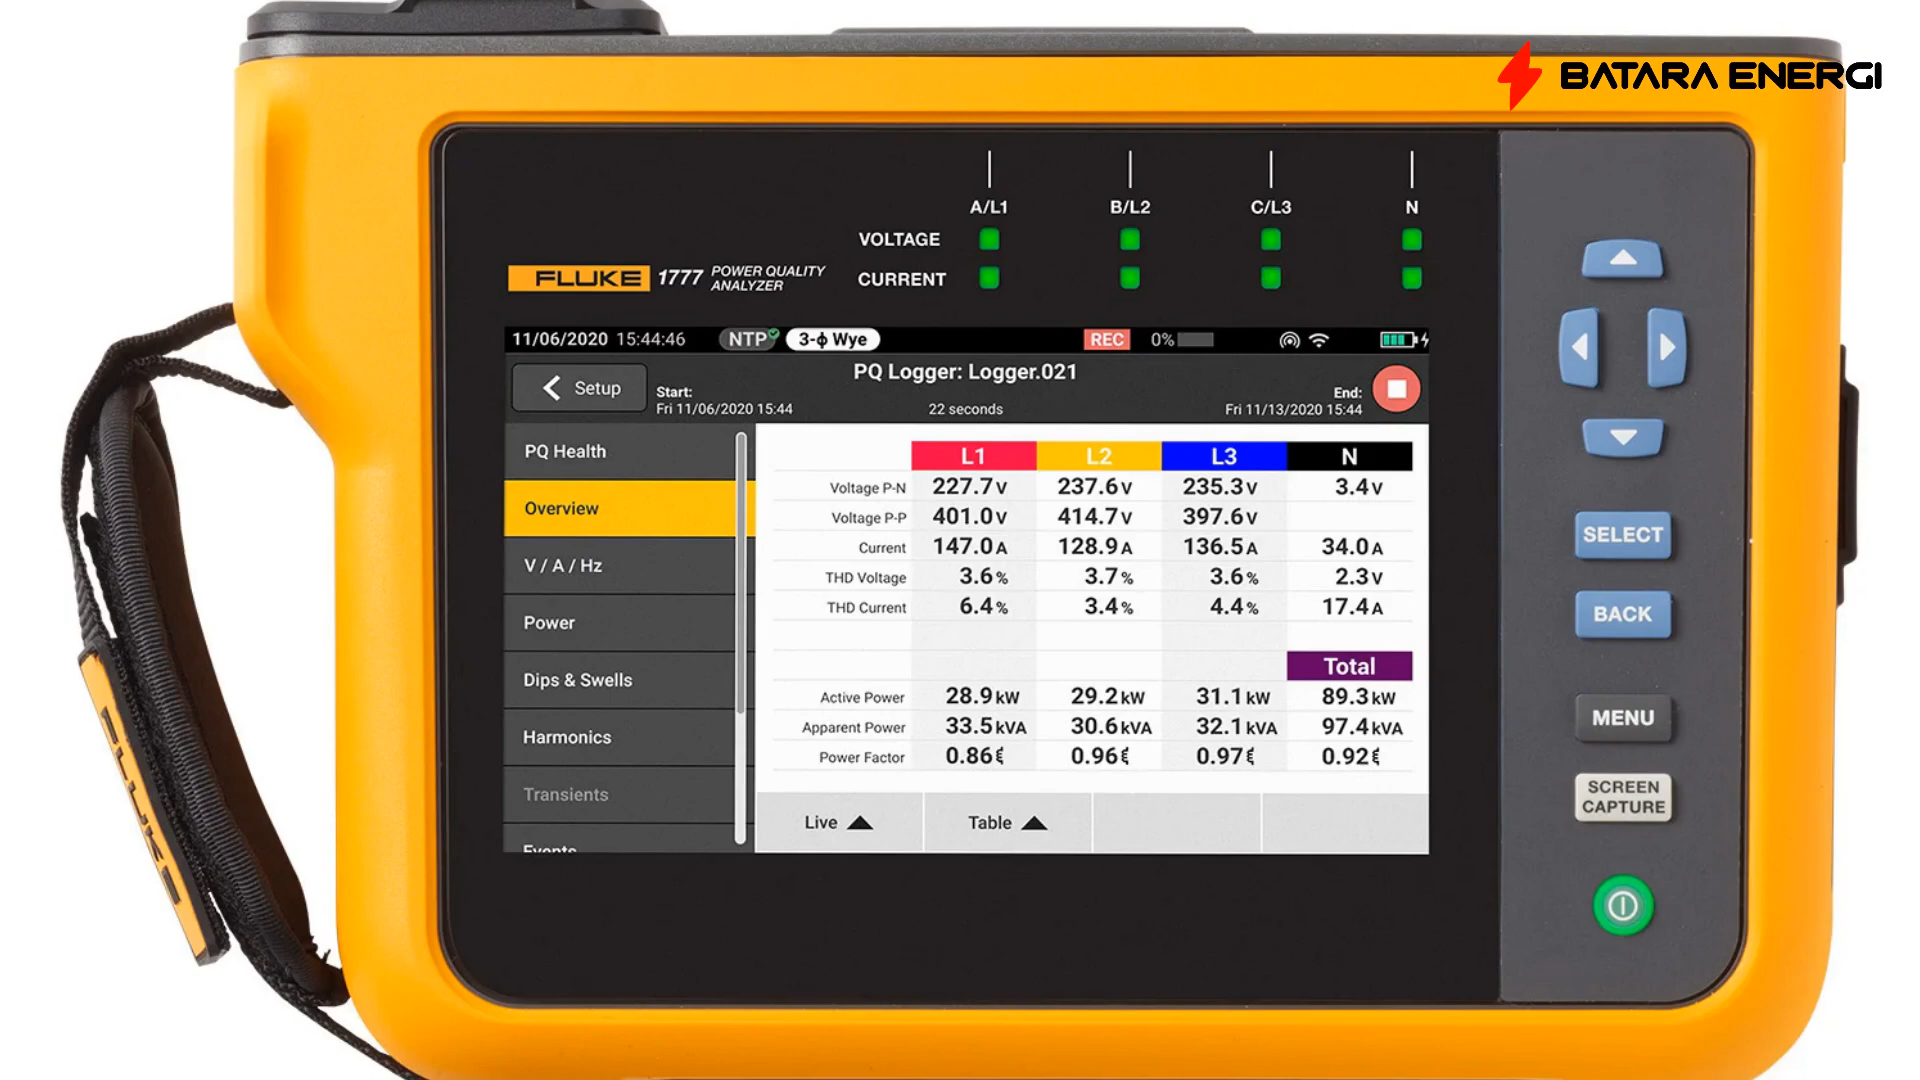 BATARA ENERGI
A/L1 B/L2 C/L3 N
VOLTAGE
CURRENT
FLUKE 1777 POWER QUALITY
ANALYZER
11/06/2020 15:44:46 NTP 3-ϕ Wye REC 0%
PQ Logger: Logger.021
Setup
Start:
Fri 11/06/2020 15:44
22 seconds
End:
Fri 11/13/2020 15:44
PQ Health
Overview
V / A / Hz
Power
Dips & Swells
Harmonics
Transients
Events
L1 L2 L3 N
Voltage P-N 227.7 V 237.6 V 235.3 V 3.4 V
Voltage P-P 401.0 V 414.7 V 397.6 V
Current 147.0 A 128.9 A 136.5 A 34.0 A
THD Voltage 3.6 % 3.7 % 3.6 % 2.3 V
THD Current 6.4 % 3.4 % 4.4 % 17.4 A
Total
Active Power 28.9 kW 29.2 kW 31.1 kW 89.3 kW
Apparent Power 33.5 kVA 30.6 kVA 32.1 kVA 97.4 kVA
Power Factor 0.86 0.96 0.97 0.92
Live Table
SELECT
BACK
MENU
SCREEN
CAPTURE
FLUKE